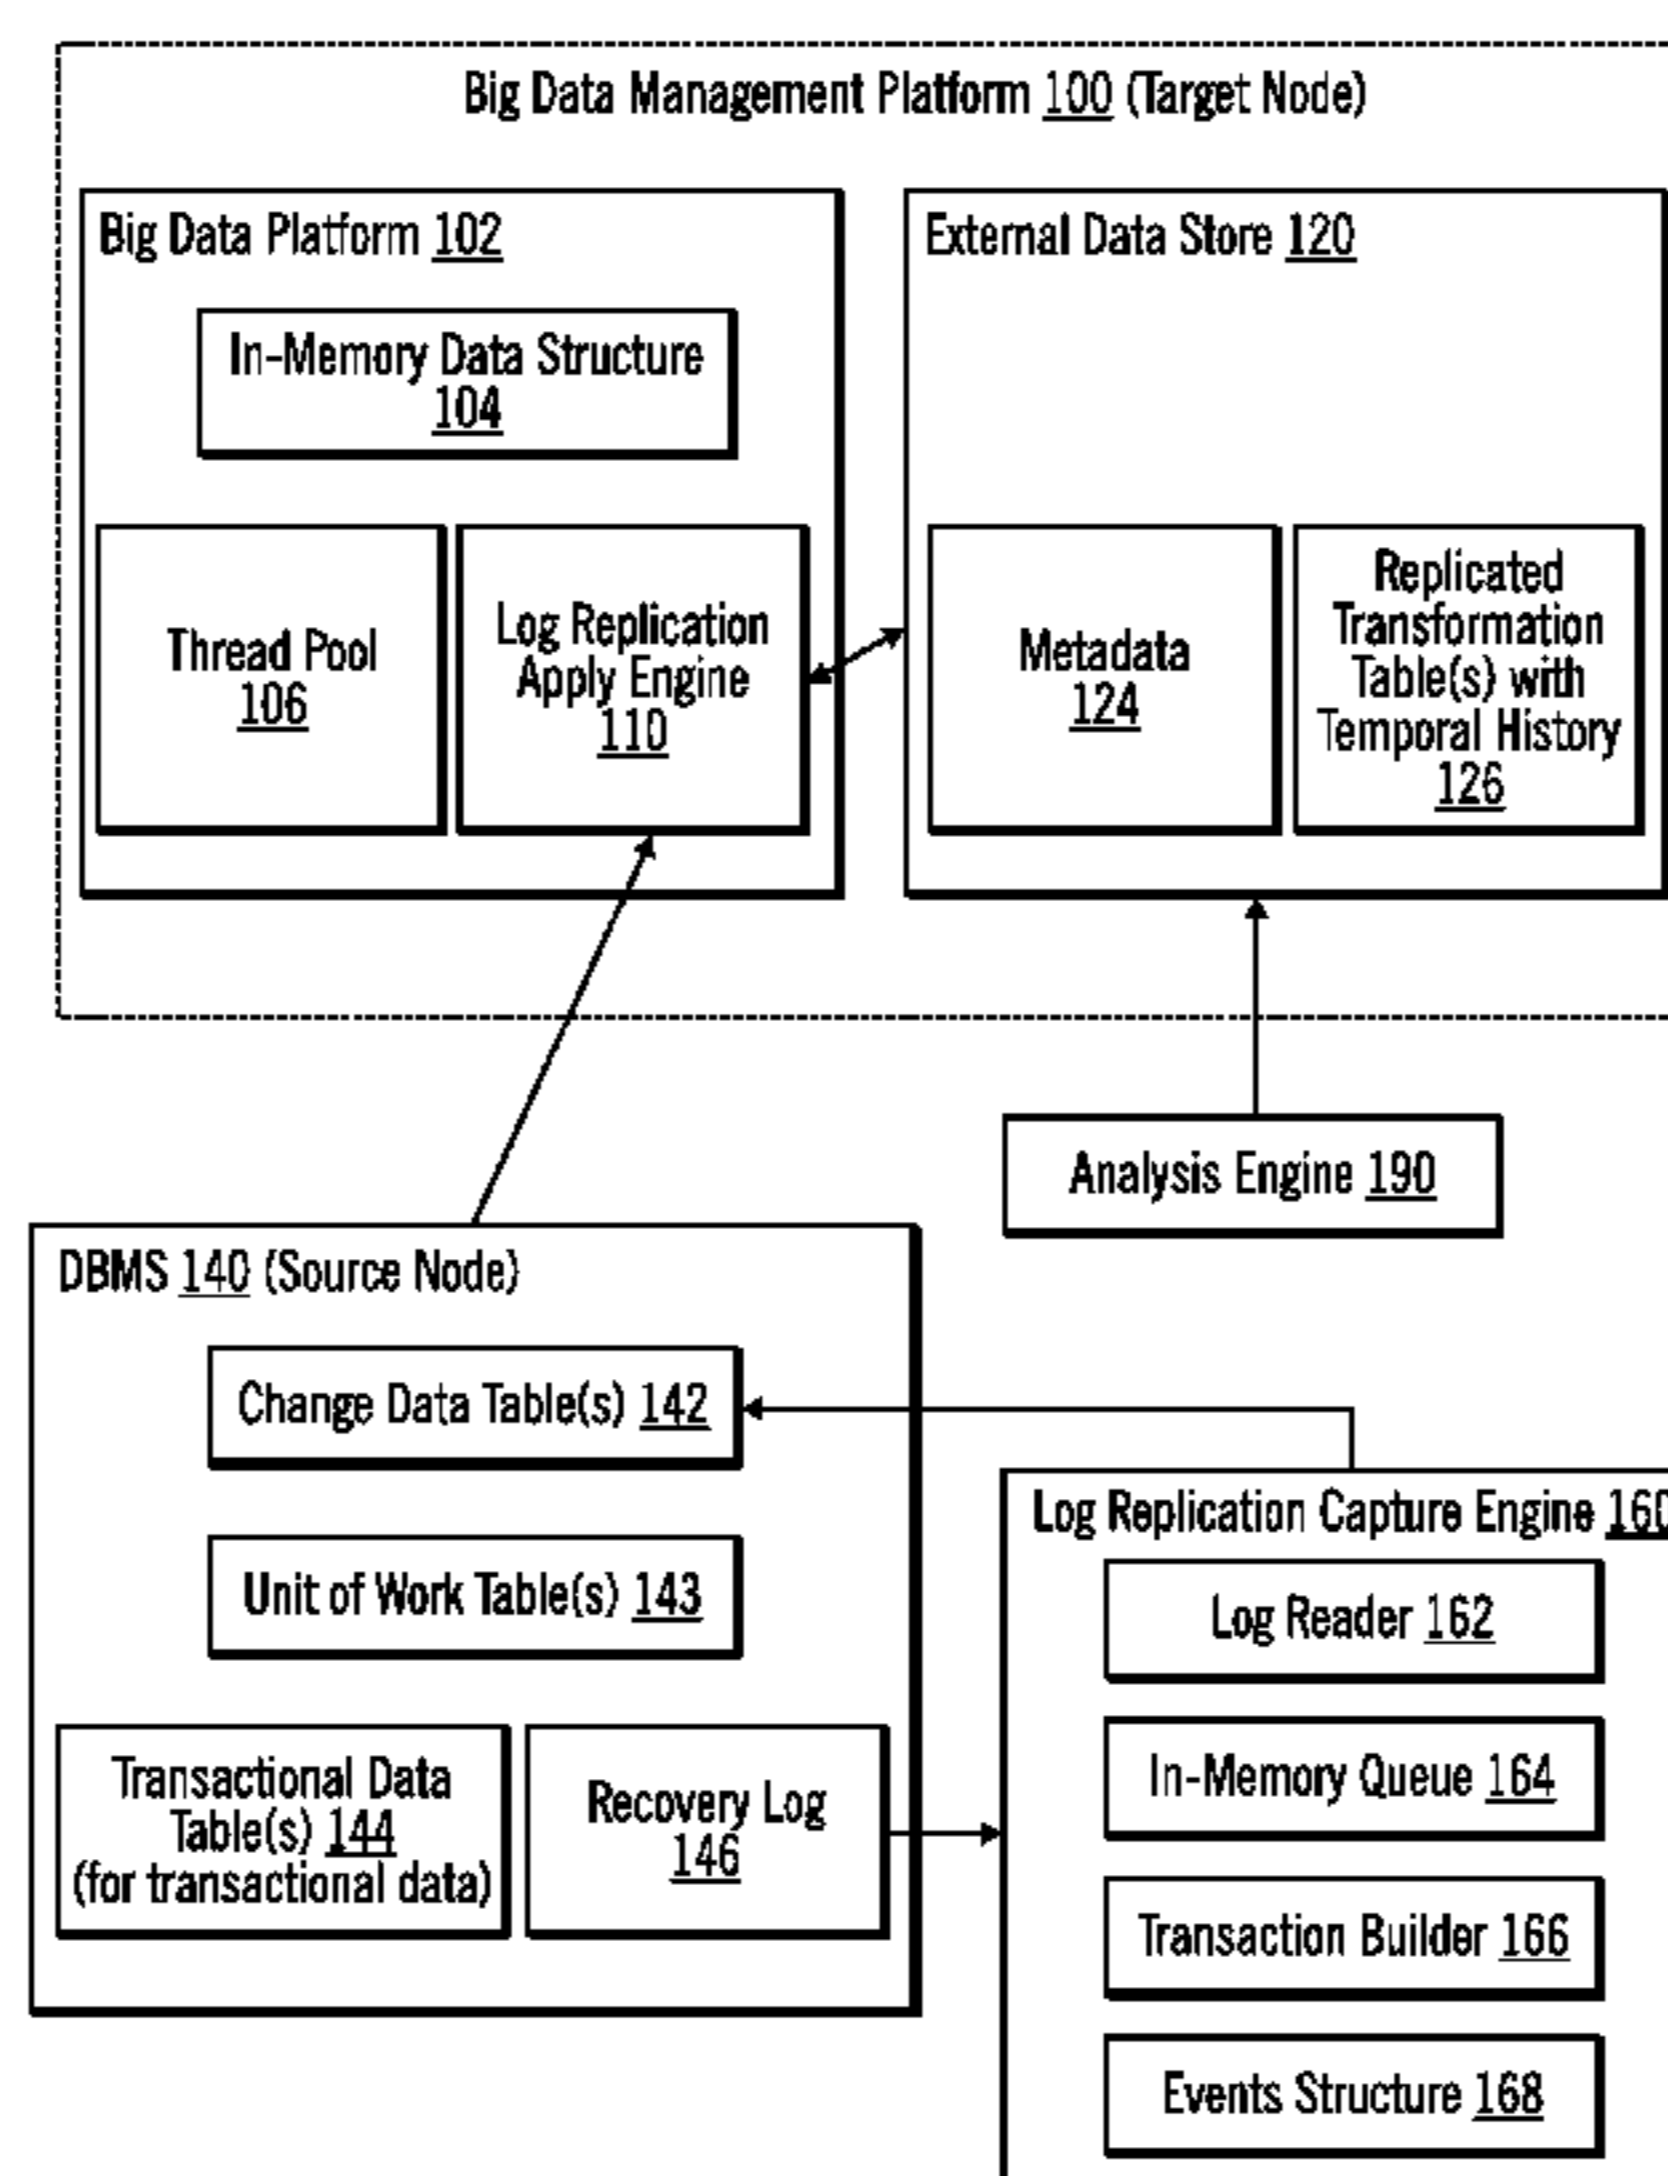 Big Data Management Platform 100 (Target Node)
Big Data Platform 102
In-Memory Data Structure
104
Thread Pool
106
Log Replication
Apply Engine
110
External Data Store 120
Metadata
124
Replicated
Transformation
Table(s) with
Temporal History
126
Analysis Engine 190
DBMS 140 (Source Node)
Change Data Table(s) 142
Unit of Work Table(s) 143
Transactional Data
Table(s) 144
(for transactional data)
Recovery Log
146
Log Replication Capture Engine 160
Log Reader 162
In-Memory Queue 164
Transaction Builder 166
Events Structure 168